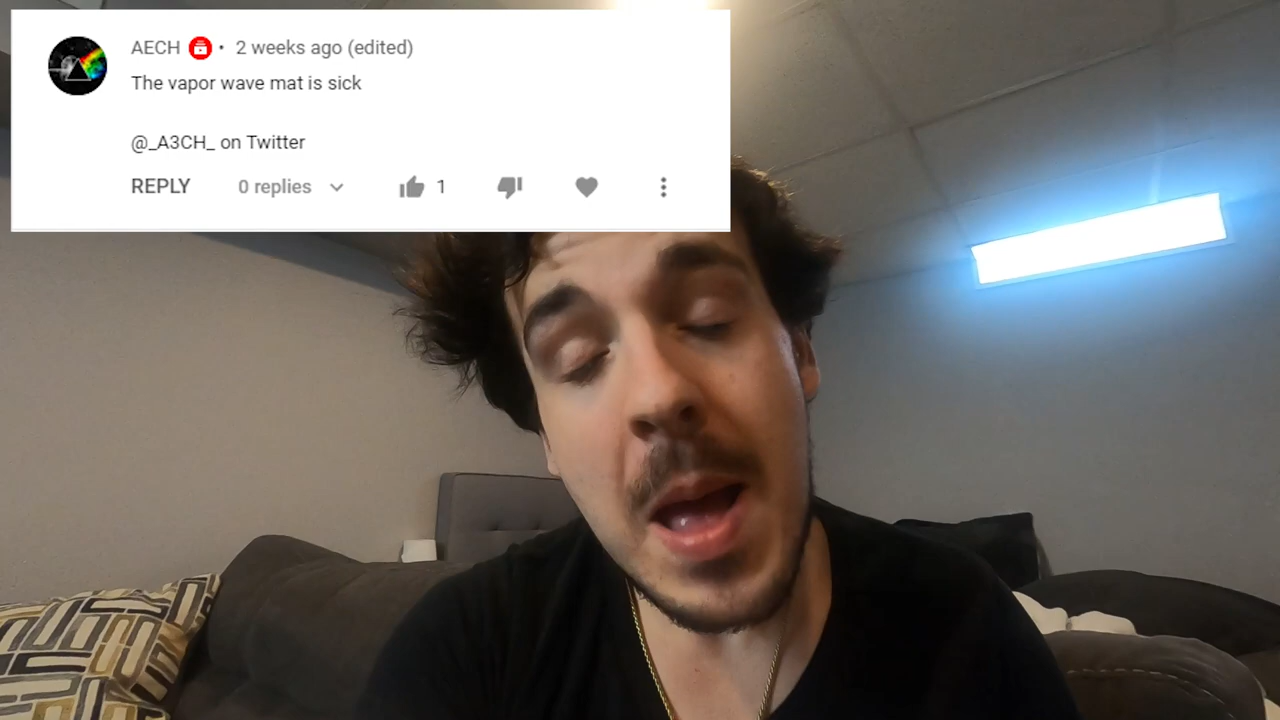 AECH • 2 weeks ago (edited)
The vapor wave mat is sick
@_A3CH_ on Twitter
REPLY 0 replies 1